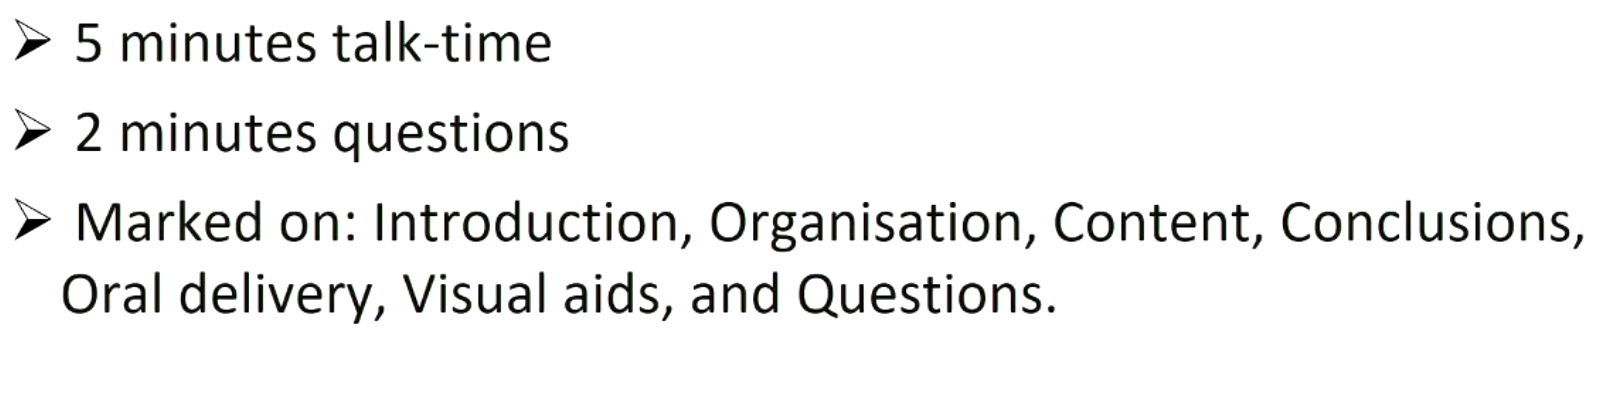 ➢ 5 minutes talk-time
➢ 2 minutes questions
➢ Marked on: Introduction, Organisation, Content, Conclusions,
Oral delivery, Visual aids, and Questions.